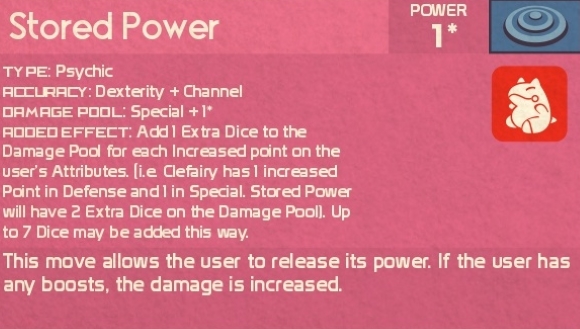 Stored Power
POWER
1*
TYPE: Psychic
ACCURACY: Dexterity + Channel
DAMAGE POOL: Special +1*
ADDED EFFECT: Add 1 Extra Dice to the
Damage Pool for each Increased point on the
user's Attributes. (i.e. Clefairy has 1 increased
Point in Defense and 1 in Special. Stored Power
will have 2 Extra Dice on the Damage Pool). Up
to 7 Dice may be added this way.
This move allows the user to release its power. If the user has
any boosts, the damage is increased.